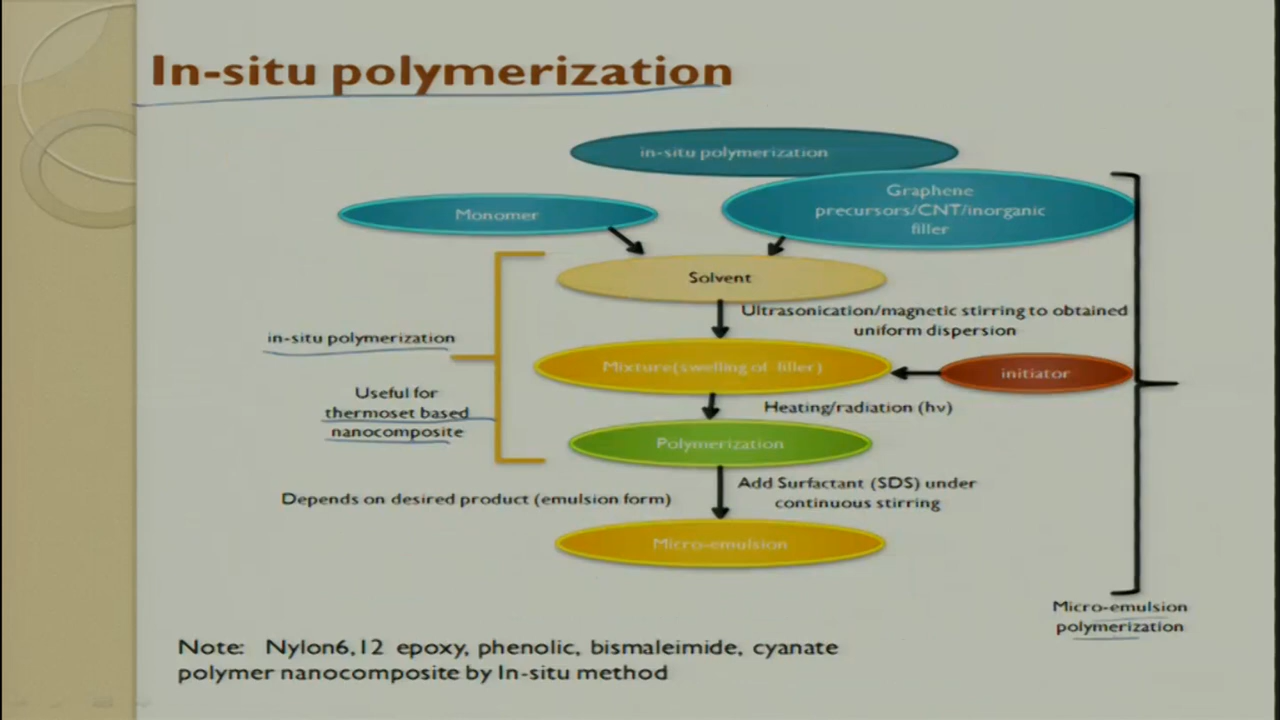 In-situ polymerization
in-situ polymerization
Graphene
precursors/CNT/inorganic
filler
Monomer
Solvent
Ultrasonication/magnetic stirring to obtained
uniform dispersion
in-situ polymerization
Mixture(swelling of filler)
initiator
Useful for
thermoset based
nanocomposite
Heating/radiation (hv)
Polymerization
Add Surfactant (SDS) under
continuous stirring
Depends on desired product (emulsion form)
Micro-emulsion
Micro-emulsion
polymerization
Note: Nylon6,12 epoxy, phenolic, bismaleimide, cyanate
polymer nanocomposite by In-situ method